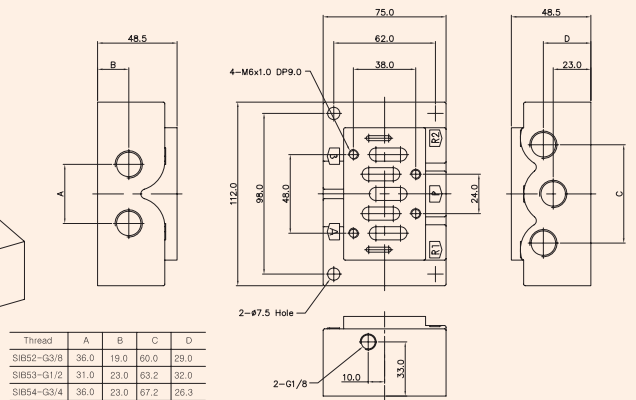 75.0
48.5
48.5
62.0
D
B
38.0
23.0
4-M6x1.0 DP9.0
R2
B
A
112.0
98.0
48.0
P
24.0
C
A
R1
2-ø7.5 Hole
Thread A B C D
SIB52-G3/8 36.0 19.0 60.0 29.0
SIB53-G1/2 31.0 23.0 63.2 32.0
SIB54-G3/4 36.0 23.0 67.2 26.3
10.0
33.0
2-G1/8